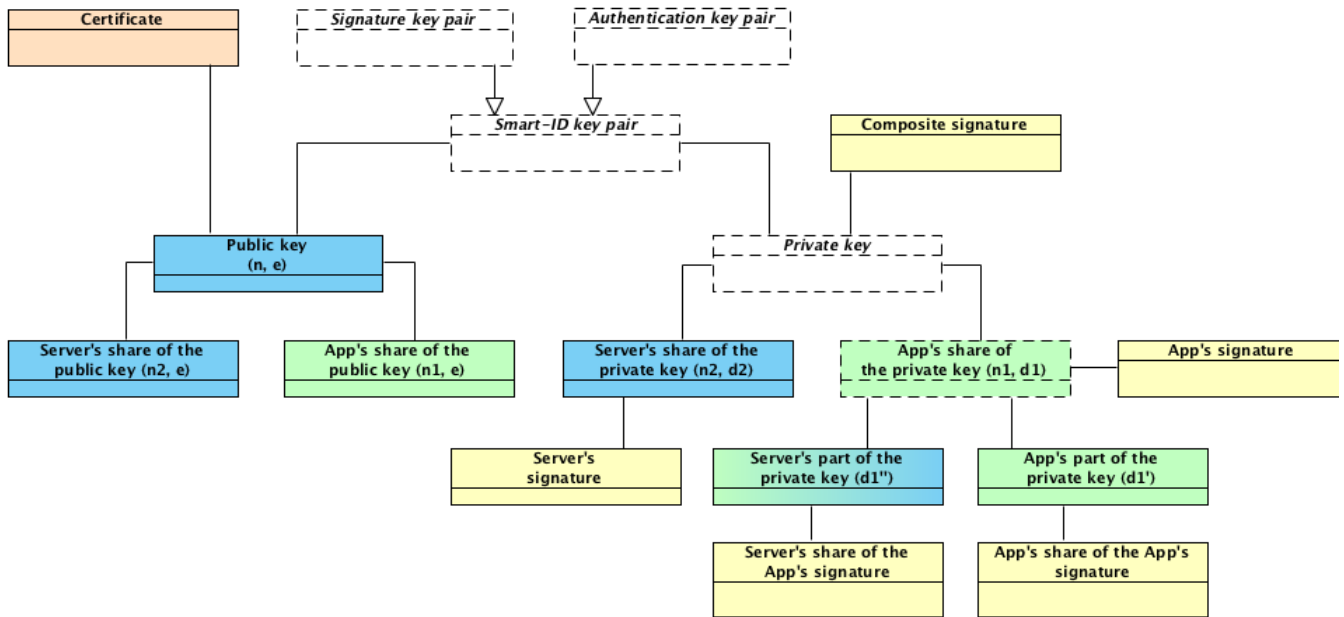 Certificate
Signature key pair
Authentication key pair
Smart-ID key pair
Composite signature
Public key
(n, e)
Private key
Server's share of the
public key (n2, e)
App's share of the
public key (n1, e)
Server's share of the
private key (n2, d2)
App's share of
the private key (n1, d1)
App's signature
Server's
signature
Server's part of the
private key (d1'')
App's part of the
private key (d1')
Server's share of the
App's signature
App's share of the App's
signature